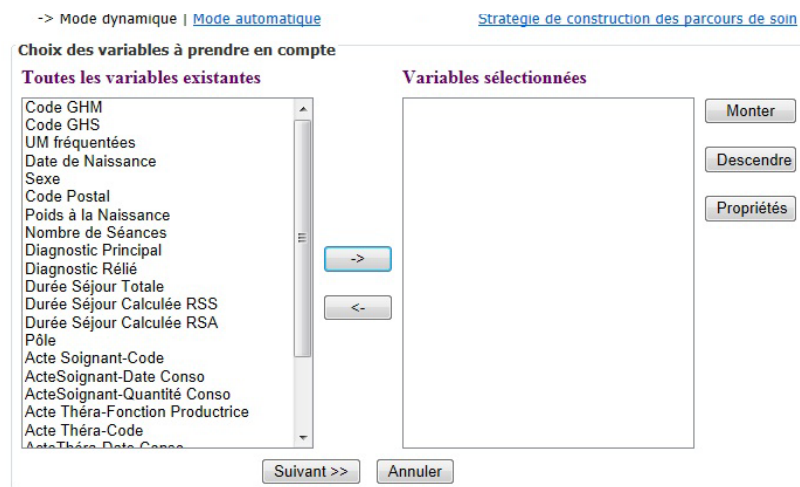 -> Mode dynamique | Mode automatique
Stratégie de construction des parcours de soin
Choix des variables à prendre en compte
Toutes les variables existantes
Code GHM
Code GHS
UM fréquentées
Date de Naissance
Sexe
Code Postal
Poids à la Naissance
Nombre de Séances
Diagnostic Principal
Diagnostic Rélié
Durée Séjour Totale
Durée Séjour Calculée RSS
Durée Séjour Calculée RSA
Pôle
Acte Soignant-Code
ActeSoignant-Date Conso
ActeSoignant-Quantité Conso
Acte Théra-Fonction Productrice
Acte Théra-Code
ActeThéra-Date Conso
->
<-
Variables sélectionnées
Monter
Descendre
Propriétés
Suivant >>
Annuler